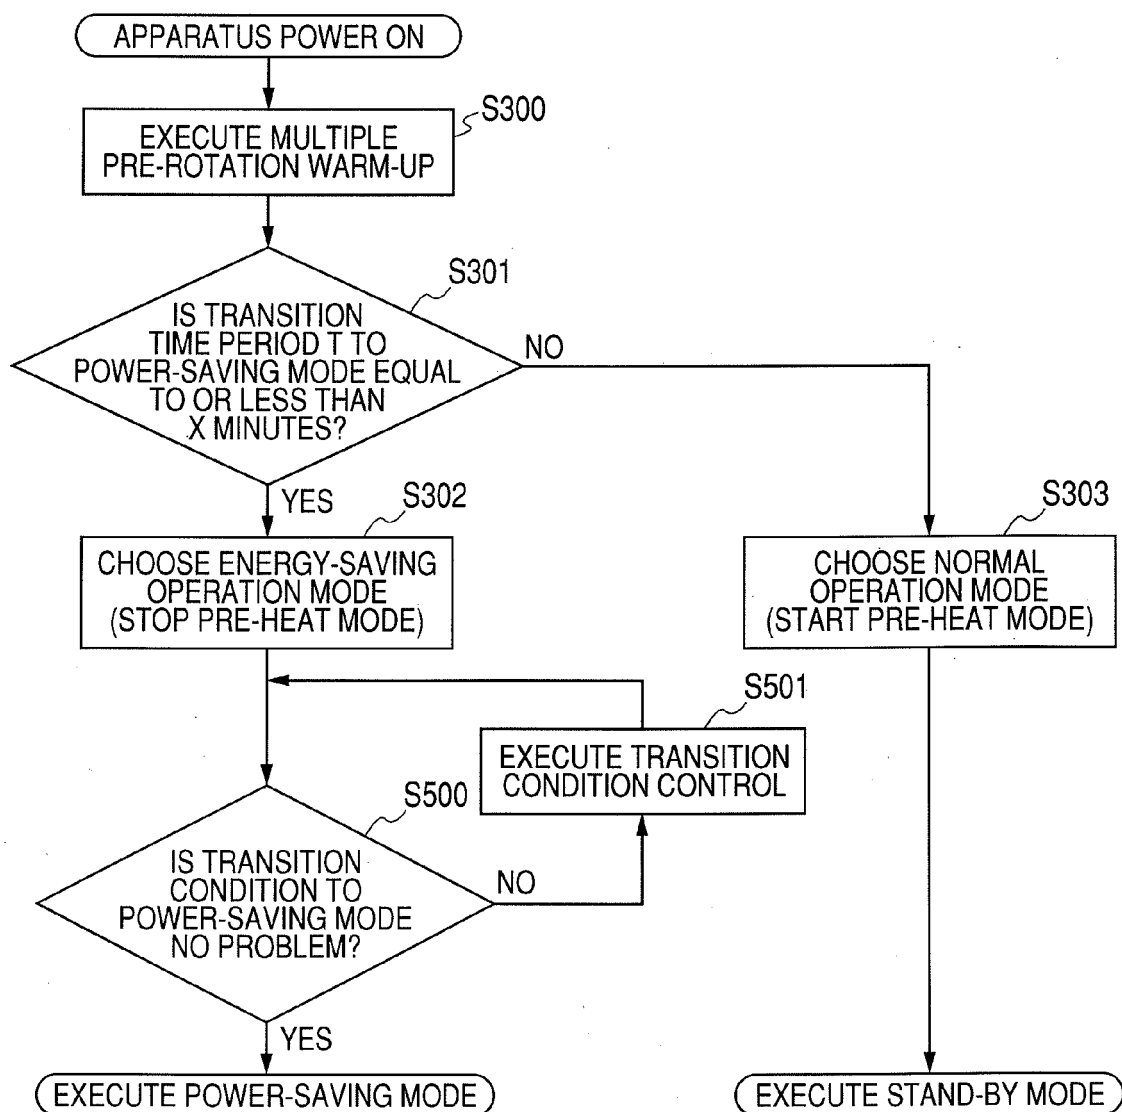 APPARATUS POWER ON
S300
EXECUTE MULTIPLE
PRE-ROTATION WARM-UP
S301
IS TRANSITION
TIME PERIOD T TO
POWER-SAVING MODE EQUAL
TO OR LESS THAN
X MINUTES?
NO
YES
S302
CHOOSE ENERGY-SAVING
OPERATION MODE
(STOP PRE-HEAT MODE)
S303
CHOOSE NORMAL
OPERATION MODE
(START PRE-HEAT MODE)
S501
EXECUTE TRANSITION
CONDITION CONTROL
S500
IS TRANSITION
CONDITION TO
POWER-SAVING MODE
NO PROBLEM?
NO
YES
EXECUTE POWER-SAVING MODE
EXECUTE STAND-BY MODE